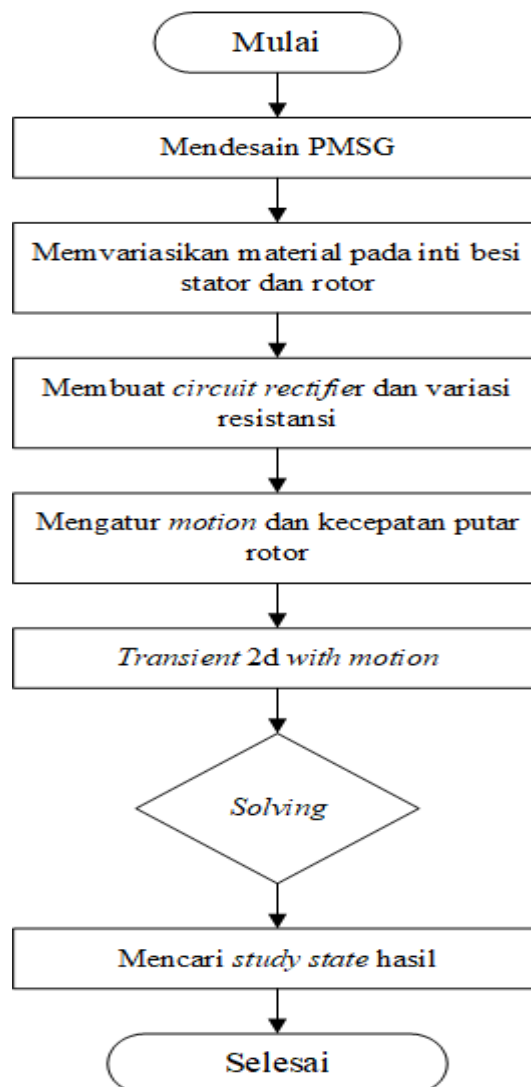 Mulai
Mendesain PMSG
Memvariasikan material pada inti besi
stator dan rotor
Membuat circuit rectifier dan variasi
resistansi
Mengatur motion dan kecepatan putar
rotor
Transient 2d with motion
Solving
Mencari study state hasil
Selesai